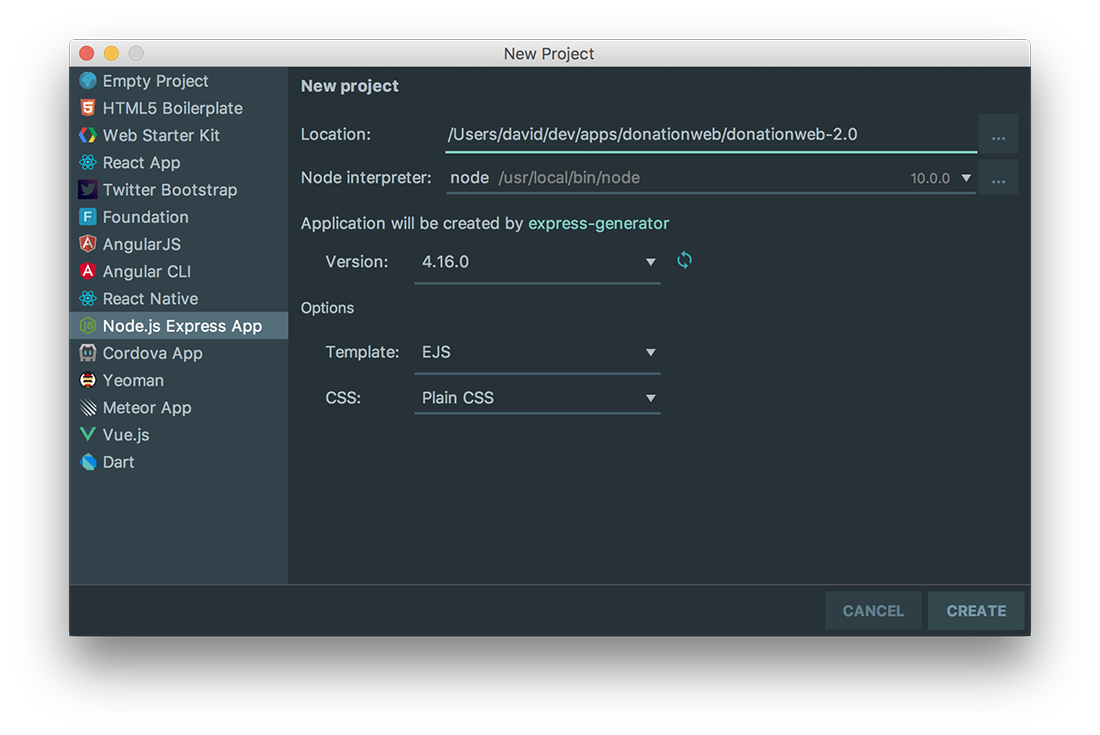 New Project
Empty Project
HTML5 Boilerplate
Web Starter Kit
React App
Twitter Bootstrap
Foundation
AngularJS
Angular CLI
React Native
Node.js Express App
Cordova App
Yeoman
Meteor App
Vue.js
Dart
New project
Location: /Users/david/dev/apps/donationweb/donationweb-2.0 ...
Node interpreter: node /usr/local/bin/node 10.0.0 ...
Application will be created by express-generator
Version: 4.16.0
Options
Template: EJS
CSS: Plain CSS
CANCEL CREATE